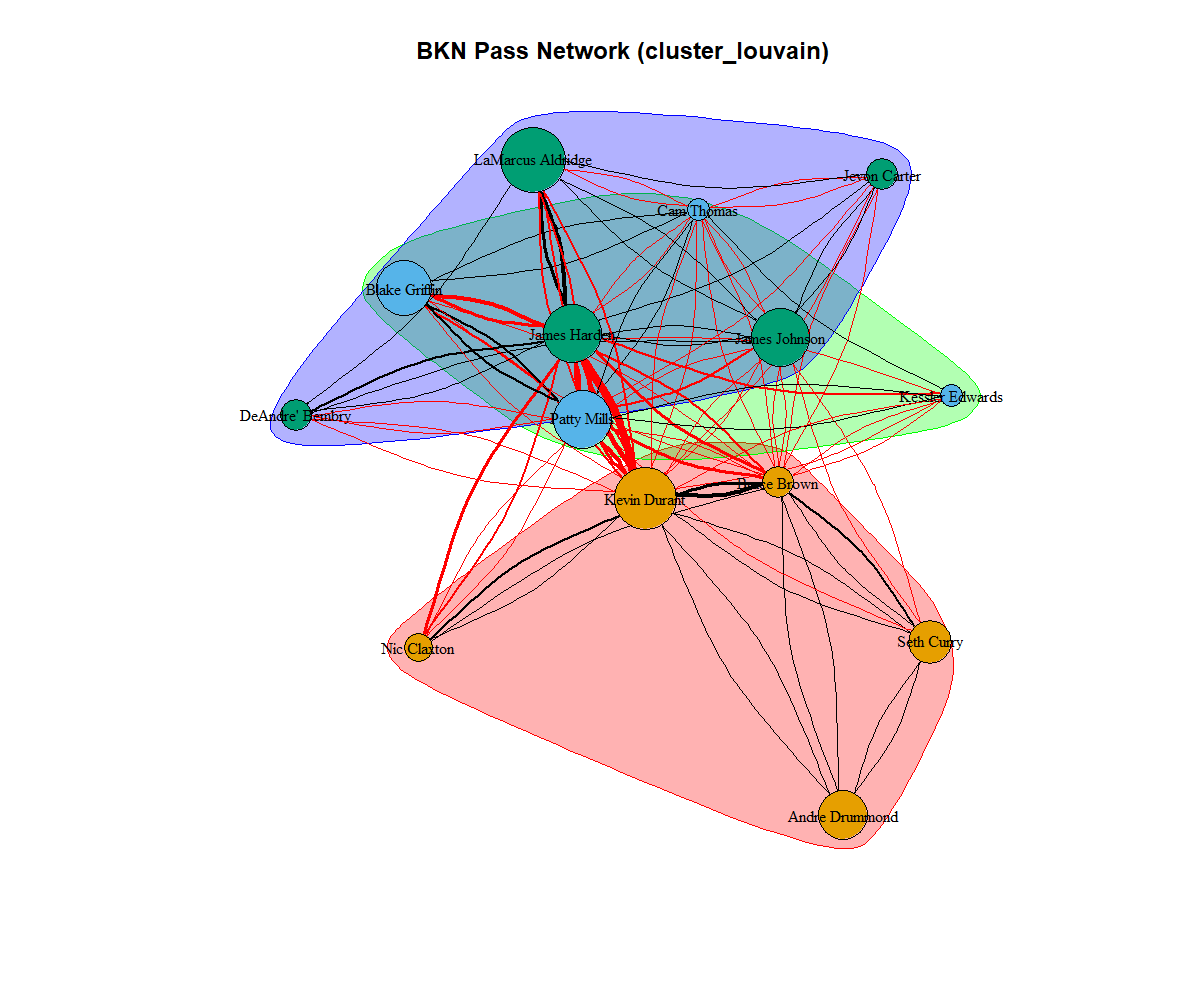 BKN Pass Network (cluster_louvain)
LaMarcus Aldridge
Jevon Carter
Cam Thomas
Blake Griffin
James Harden
James Johnson
Kessler Edwards
DeAndre' Bembry
Patty Mills
Bruce Brown
Kevin Durant
Nic Claxton
Seth Curry
Andre Drummond